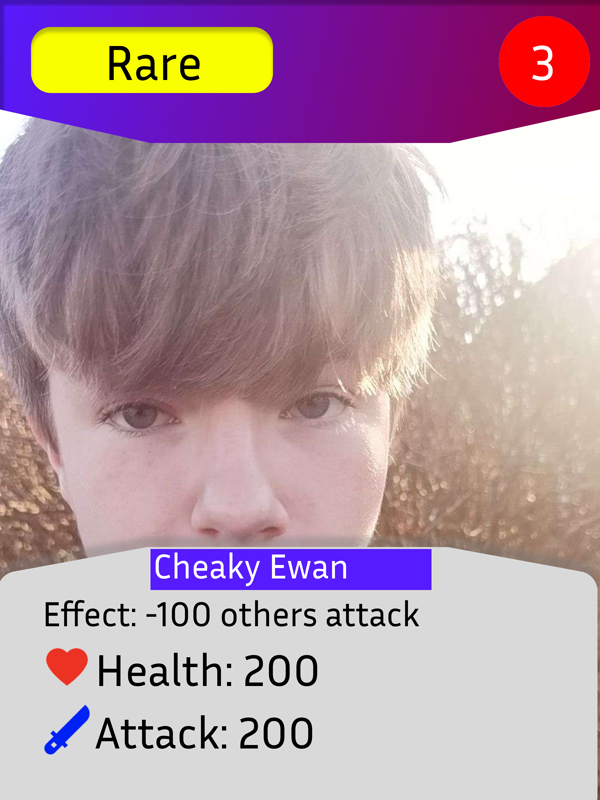 Rare
3
Cheaky Ewan
Effect: -100 others attack
Health: 200
Attack: 200